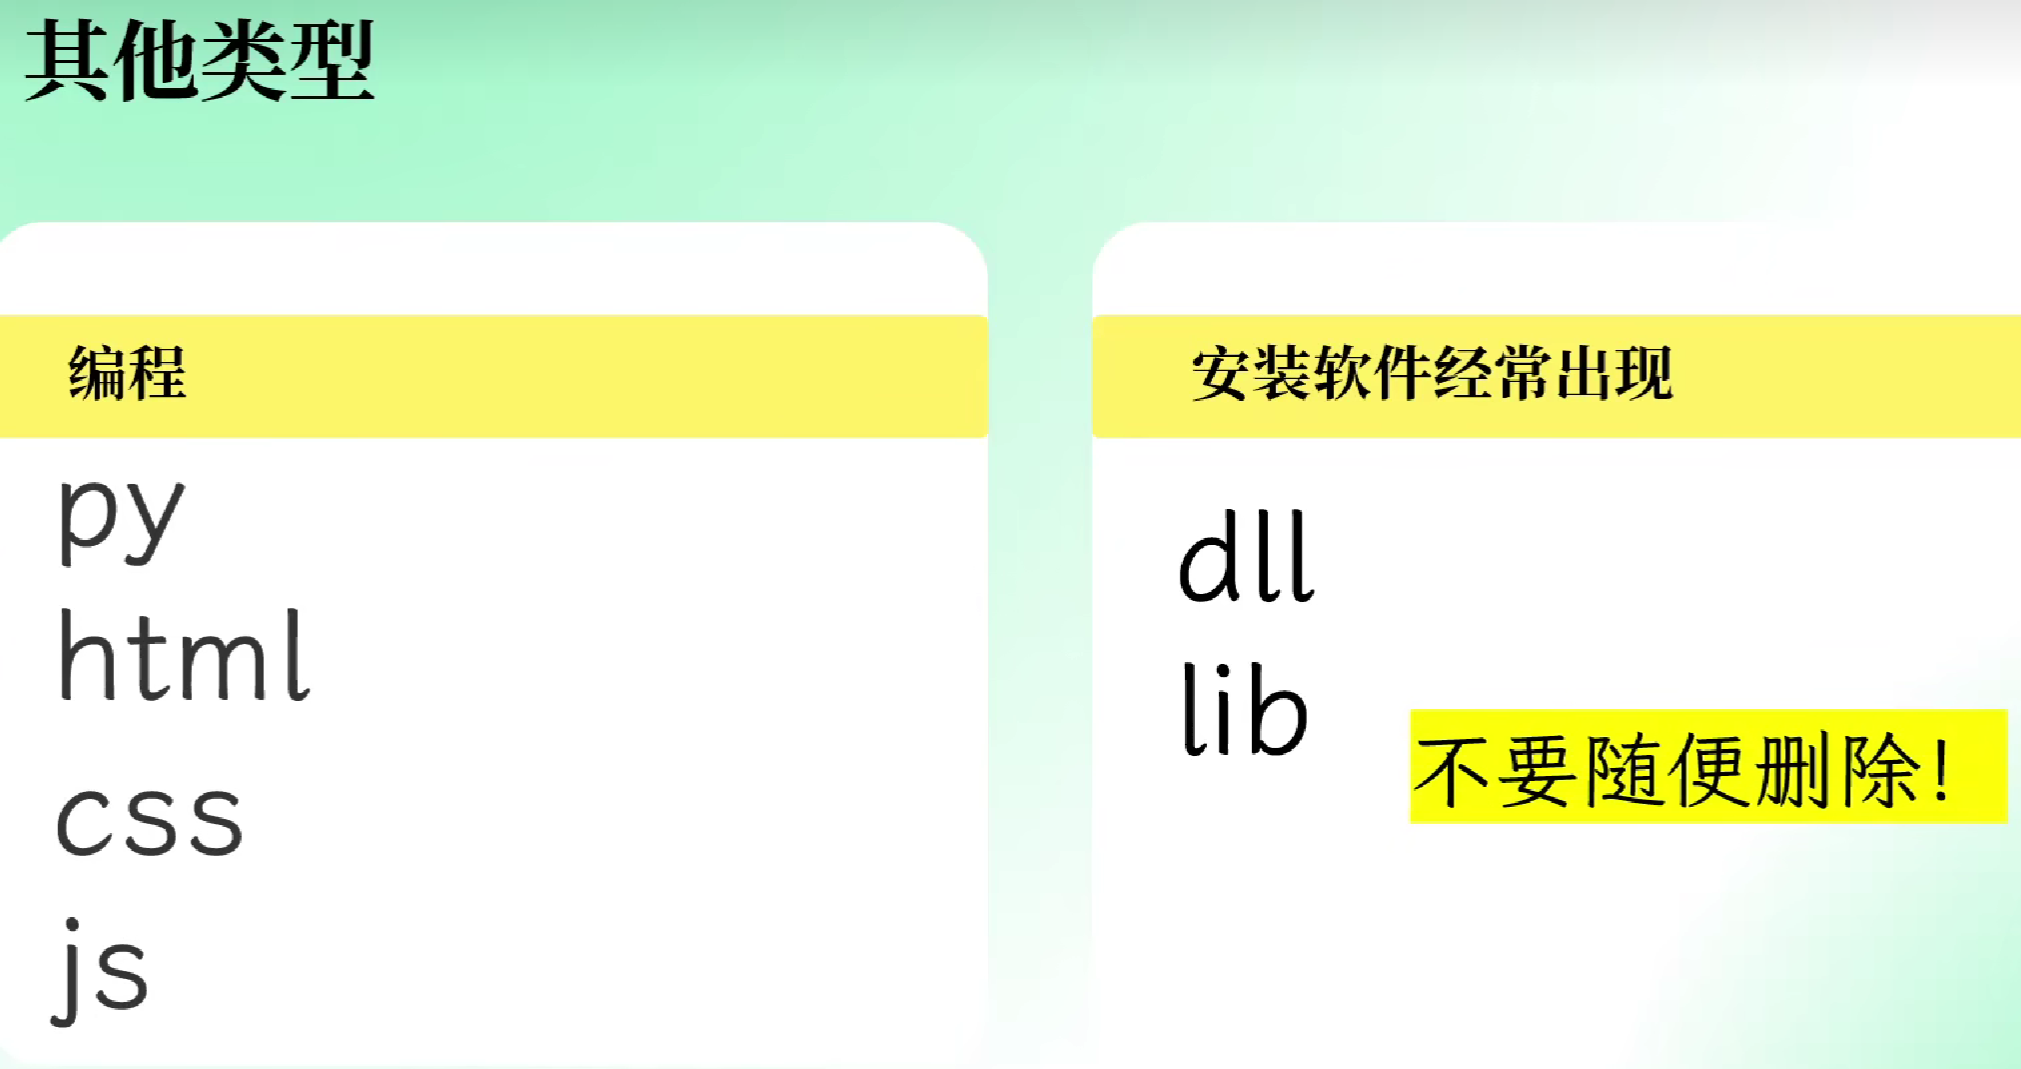 其他类型
编程
py
html
css
js
安装软件经常出现
dll
lib
不要随便删除！